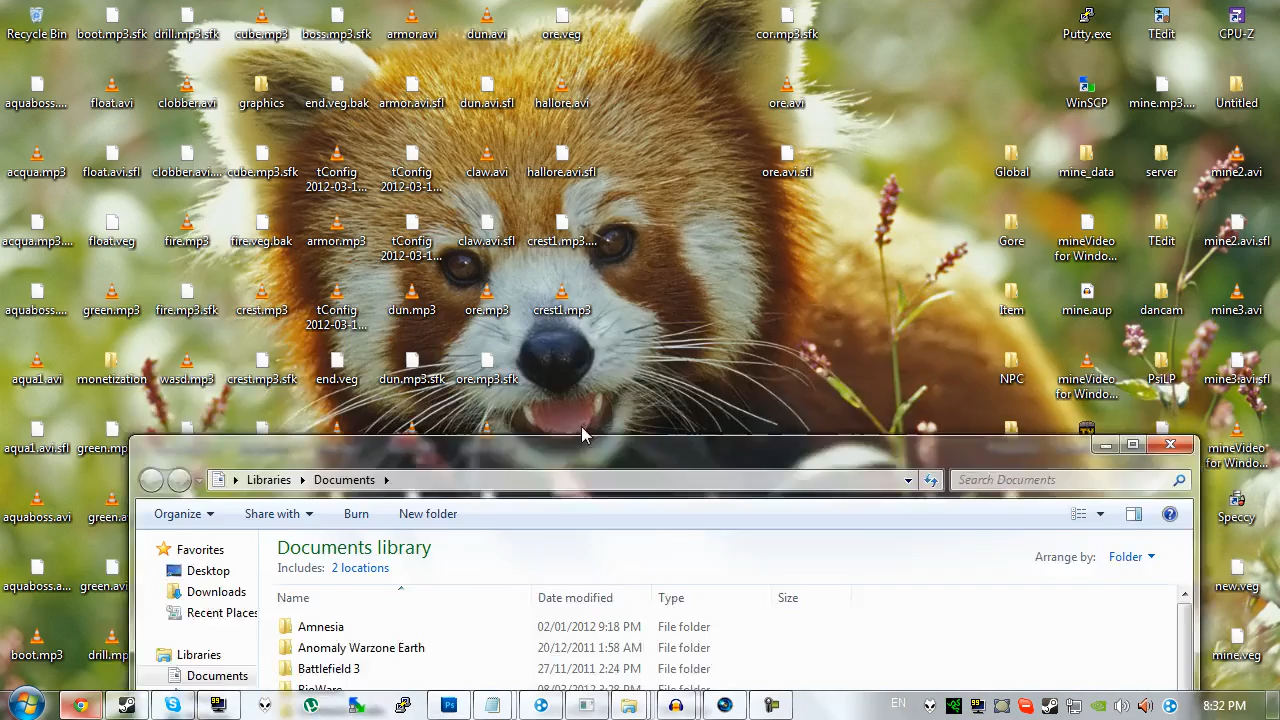 Recycle Bin
boot.mp3.sfk
drill.mp3.sfk
cube.mp3
boss.mp3.sfk
armor.avi
dun.avi
ore.veg
cor.mp3.sfk
Putty.exe
TEdit
CPU-Z
aquaboss....
float.avi
clobber.avi
graphics
end.veg.bak
armor.avi.sfl
dun.avi.sfl
hallore.avi
ore.avi
WinSCP
mine.mp3....
Untitled
acqua.mp3
float.avi.sfl
clobber.avi....
cube.mp3.sfk
tConfig
2012-03-1...
tConfig
2012-03-1...
claw.avi
hallore.avi.sfl
ore.avi.sfl
Global
mine_data
server
mine2.avi
acqua.mp3....
float.veg
fire.mp3
fire.veg.bak
armor.mp3
tConfig
2012-03-1...
claw.avi.sfl
crest1.mp3....
Gore
mineVideo
for Windo...
TEdit
mine2.avi.sfl
aquaboss....
green.mp3
fire.mp3.sfk
crest.mp3
tConfig
2012-03-1...
dun.mp3
ore.mp3
crest1.mp3
Item
mine.aup
dancam
mine3.avi
aqua1.avi
monetization
wasd.mp3
crest.mp3.sfk
end.veg
dun.mp3.sfk
ore.mp3.sfk
NPC
mineVideo
for Windo...
PsiLP
mine3.avi.sfl
aqua1.avi.sfl
green.mp
mineVideo
for Windo...
aquaboss.avi
green.av
Speccy
aquaboss.a...
green.avi
new.veg
boot.mp3
drill.mp
mine.veg
Libraries
Documents
Search Documents
Organize
Share with
Burn
New folder
Favorites
Desktop
Downloads
Recent Places
Libraries
Documents
Documents library
Includes: 2 locations
Arrange by: Folder
Name
Date modified
Type
Size
Amnesia
02/01/2012 9:18 PM
File folder
Anomaly Warzone Earth
20/12/2011 1:58 AM
File folder
Battlefield 3
27/11/2011 2:24 PM
File folder
BioWare
08/03/2012 3:28 PM
File folder
EN
8:32 PM